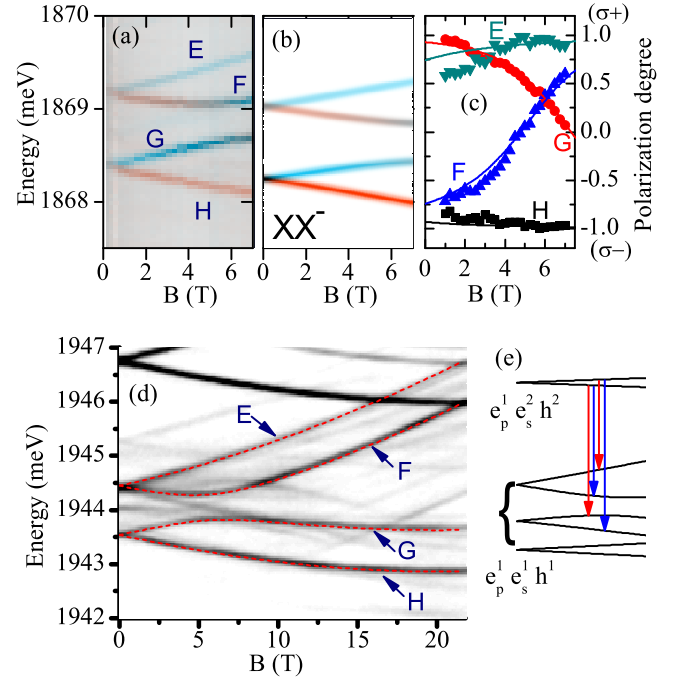 (a)
(b)
(c)
1870
1869
1868
Energy (meV)
E
F
G
H
0 2 4 6
B (T)
XX⁻
0 2 4 6
B (T)
E
F
G
H
0 2 4 6 8
B (T)
(σ+)
1.0
0.5
0.0
-0.5
-1.0
(σ−)
Polarization degree
(d)
1947
1946
1945
1944
1943
1942
Energy (meV)
E
F
G
H
0 5 10 15 20
B (T)
(e)
e¹ₚ e²ₛ h²
{
e¹ₚ e¹ₛ h¹